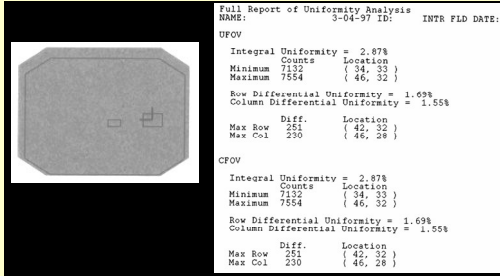 Full Report of Uniformity Analysis
NAME: 3-04-97 ID: INTR FLD DATE:
UFOV
Integral Uniformity = 2.87%
Counts Location
Minimum 7132 ( 34, 33 )
Maximum 7554 ( 46, 32 )
Row Differential Uniformity = 1.69%
Column Differential Uniformity = 1.55%
Diff. Location
Max Row 251 ( 42, 32 )
Max Col 230 ( 46, 28 )
CFOV
Integral Uniformity = 2.87%
Counts Location
Minimum 7132 ( 34, 33 )
Maximum 7554 ( 46, 32 )
Row Differential Uniformity = 1.69%
Column Differential Uniformity = 1.55%
Diff. Location
Max Row 251 ( 42, 32 )
Max Col 230 ( 46, 28 )